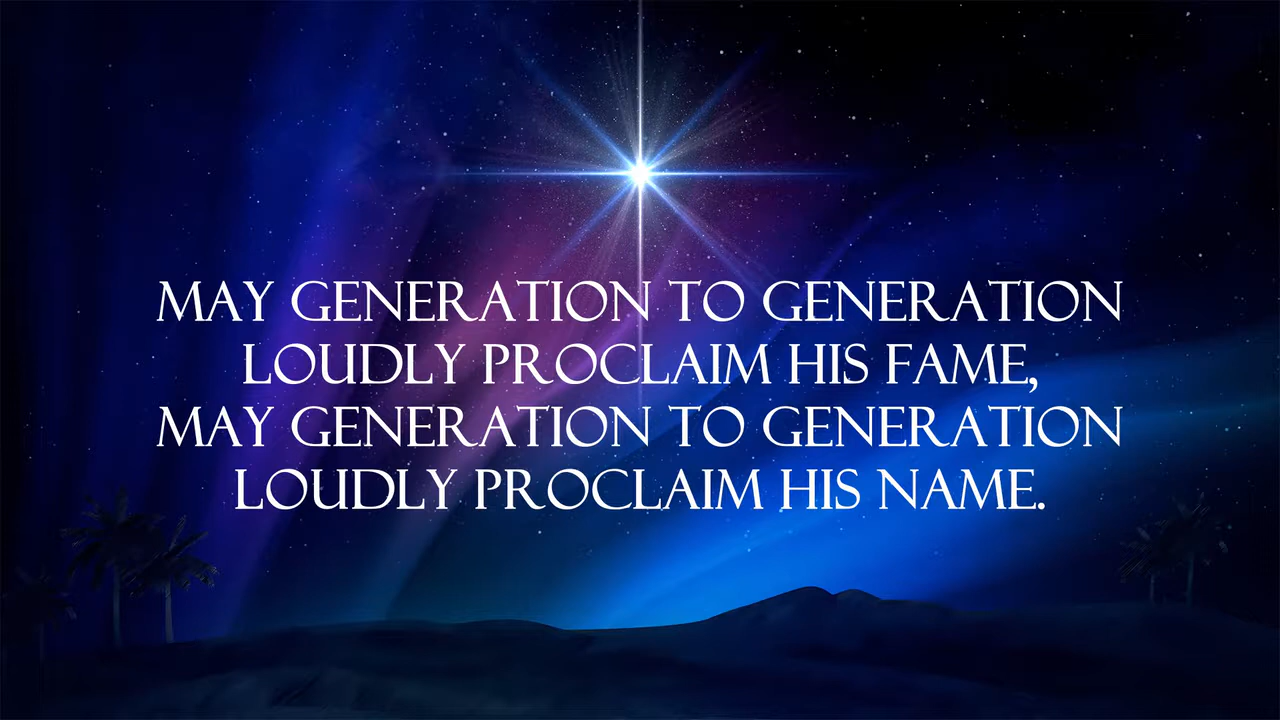 MAY GENERATION TO GENERATION
LOUDLY PROCLAIM HIS FAME,
MAY GENERATION TO GENERATION
LOUDLY PROCLAIM HIS NAME.